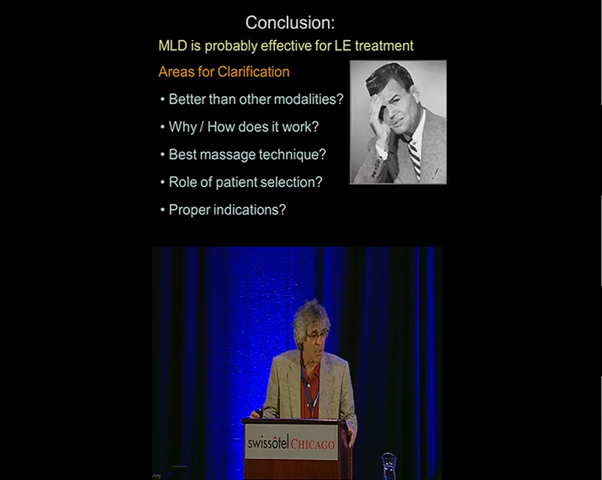 Conclusion:
MLD is probably effective for LE treatment
Areas for Clarification
• Better than other modalities?
• Why / How does it work?
• Best massage technique?
• Role of patient selection?
• Proper indications?
swissôtel CHICAGO